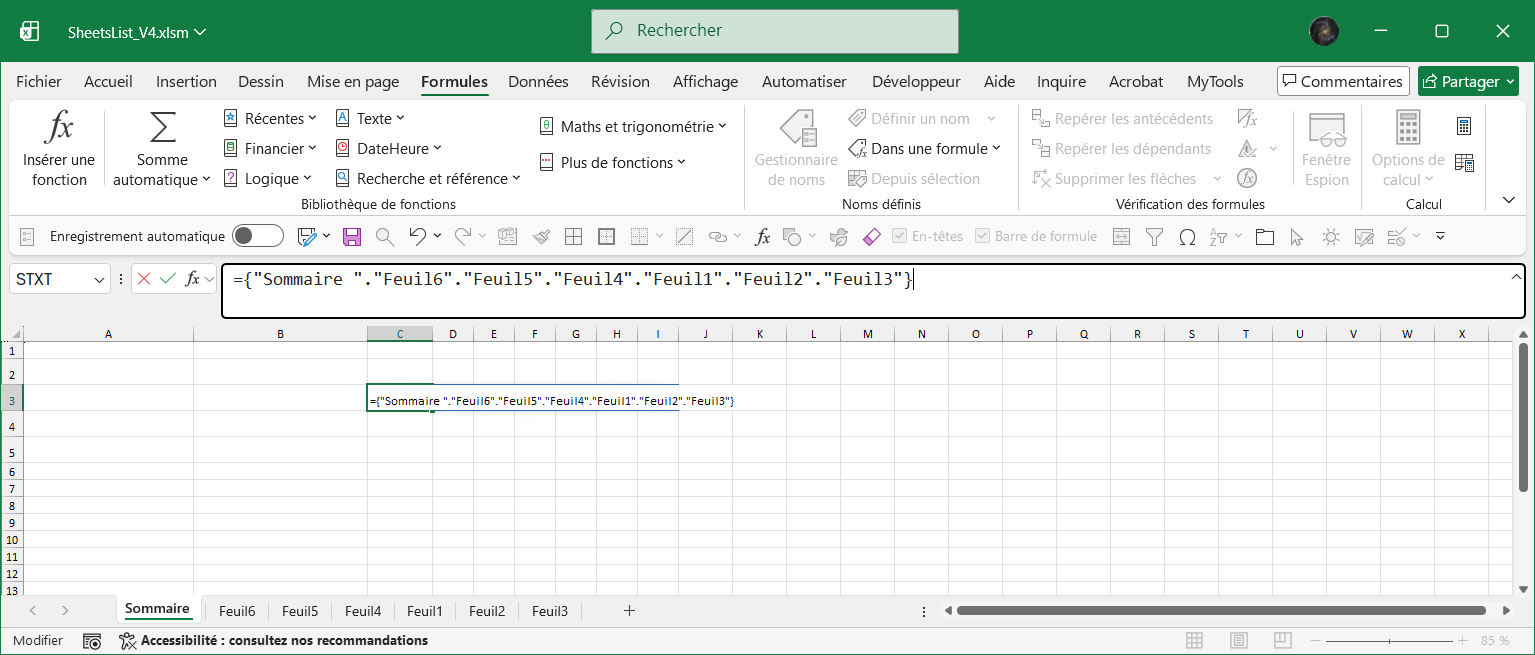 SheetsList_V4.xlsm
Rechercher
Fichier Accueil Insertion Dessin Mise en page Formules Données Révision Affichage Automatiser Développeur Aide Inquire Acrobat MyTools Commentaires Partager
fx Insérer une fonction
Σ Somme automatique
Récentes
Financier
Logique
Texte
DateHeure
Recherche et référence
Maths et trigonométrie
Plus de fonctions
Bibliothèque de fonctions
Gestionnaire de noms
Définir un nom
Dans une formule
Depuis sélection
Noms définis
Repérer les antécédents
Repérer les dépendants
Supprimer les flèches
Vérification des formules
Fenêtre Espion
Options de calcul
Calcul
Enregistrement automatique fx En-têtes Barre de formule Ω
STXT fx ={"Sommaire "."Feuil6"."Feuil5"."Feuil4"."Feuil1"."Feuil2"."Feuil3"}
A B C D E F G H I J K L M N O P Q R S T U V W X
1
2
3 ={"Sommaire "."Feuil6"."Feuil5"."Feuil4"."Feuil1"."Feuil2"."Feuil3"}
4
5
6
7
8
9
10
11
12
13
Sommaire Feuil6 Feuil5 Feuil4 Feuil1 Feuil2 Feuil3 +
Modifier Accessibilité : consultez nos recommandations 85 %